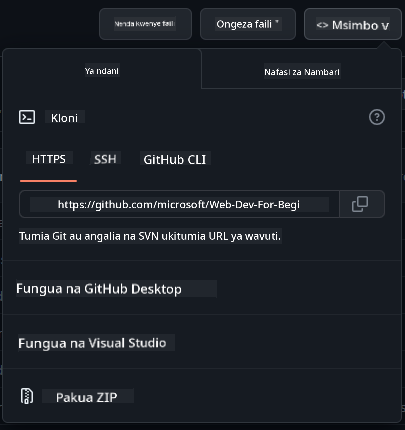 Nenda kwenye faili
Ongeza faili
<> Msimbo v
Ya ndani
Nafasi za Nambari
Kloni
HTTPS
SSH
GitHub CLI
https://github.com/microsoft/Web-Dev-For-Begi
Tumia Git au angalia na SVN ukitumia URL ya wavuti.
Fungua na GitHub Desktop
Fungua na Visual Studio
Pakua ZIP